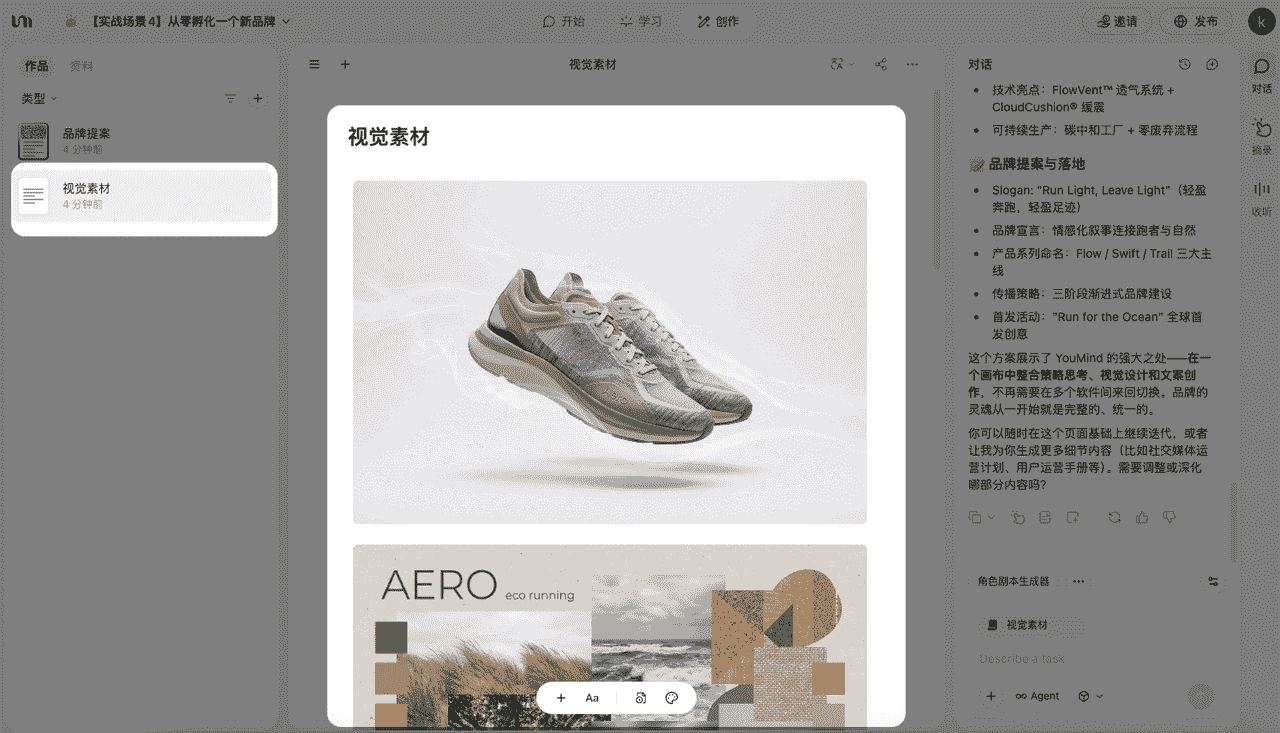 【实战场景 4】从零孵化一个新品牌
开始
学习
创作
邀请
发布
k
作品
资料
类型
品牌提案
4 分钟前
视觉素材
4 分钟前
视觉素材
视觉素材
AERO eco running
Aa
对话
技术亮点：FlowVent™ 透气系统 +
CloudCushion® 缓震
可持续生产：碳中和工厂 + 零废弃流程
📝 品牌提案与落地
Slogan: "Run Light, Leave Light"（轻盈
奔跑，轻盈足迹）
品牌宣言：情感化叙事连接跑者与自然
产品系列命名：Flow / Swift / Trail 三大主
线
传播策略：三阶段渐进式品牌建设
首发活动："Run for the Ocean" 全球首
发创意
这个方案展示了 YouMind 的强大之处——在一
个画布中整合策略思考、视觉设计和文案创
作，不再需要在多个软件间来回切换。品牌的
灵魂从一开始就是完整的、统一的。
你可以随时在这个页面基础上继续迭代，或者
让我为你生成更多细节内容（比如社交媒体运
营计划、用户运营手册等）。需要调整或深化
哪部分内容吗？
角色剧本生成器
视觉素材
Describe a task
Agent
对话
摘录
收听